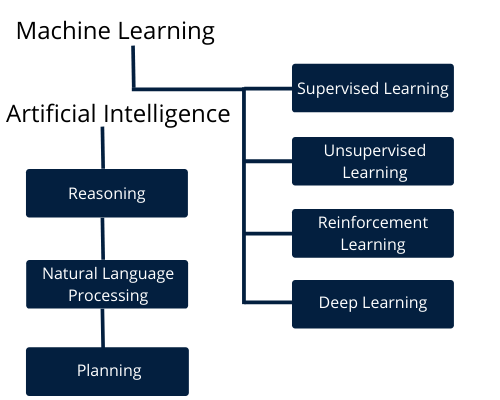 Machine Learning
Supervised Learning
Artificial Intelligence
Unsupervised
Learning
Reasoning
Reinforcement
Learning
Natural Language
Processing
Deep Learning
Planning